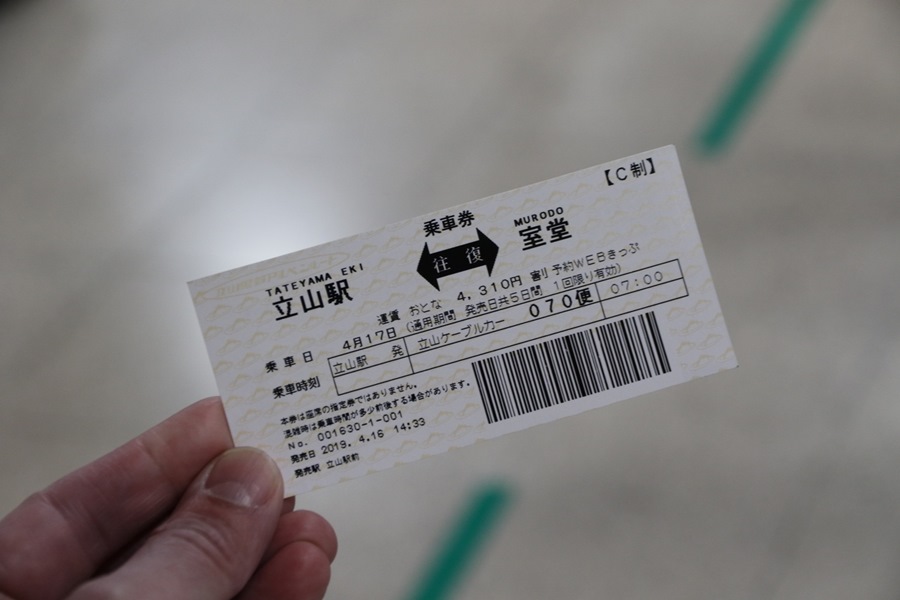 【C制】
乗車券
TATEYAMA EKI
立山駅
往復
MURODO
室堂
運賃 おとな 4,310円 割 予約WEBきっぷ
乗車日 4月17日 (通用期間 発売日共5日間 1回限り有効)
乗車時刻 立山駅 発 立山ケーブルカー 070便 07:00
本券は座席の指定券ではありません。
混雑時は乗車時間が多少前後する場合があります。
No. 001630-1-001
発売日 2019. 4.16 14:33
発売駅 立山駅前